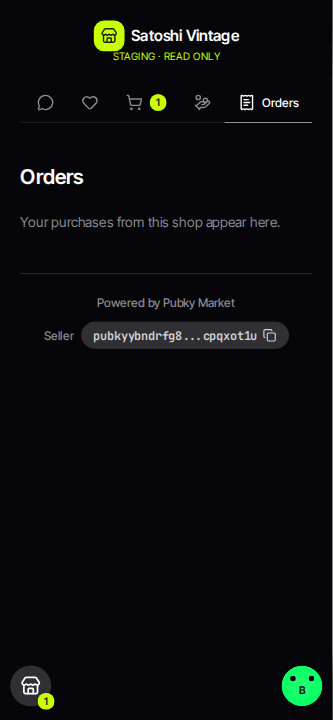 Satoshi Vintage
STAGING · READ ONLY
1
Orders
Orders
Your purchases from this shop appear here.
Powered by Pubky Market
Seller pubkyybndrfg8...cpqxot1u
1
B